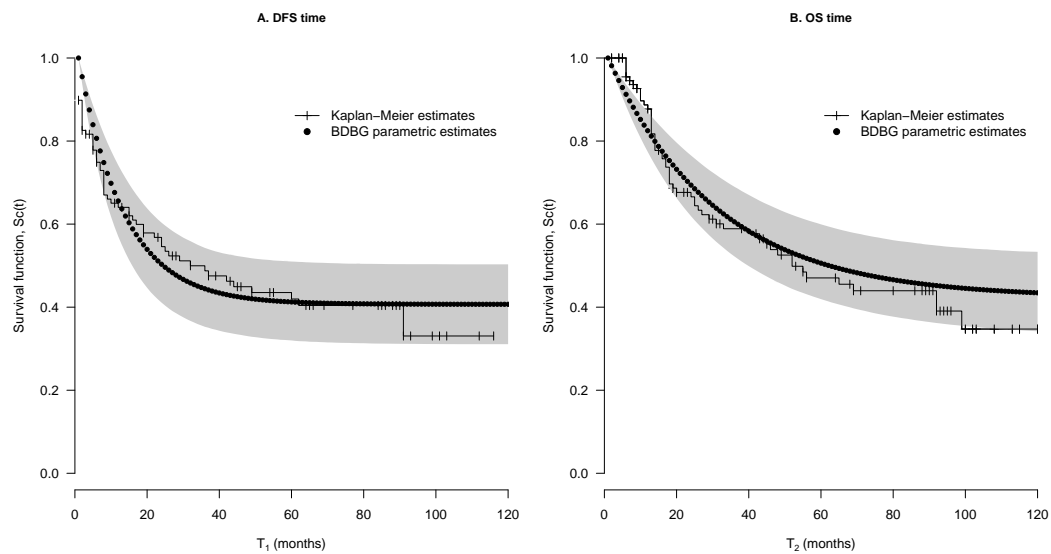 A. DFS time
1.0
0.8
0.6
0.4
0.2
0.0
Survival function, Sc(t)
Kaplan−Meier estimates
BDBG parametric estimates
0 20 40 60 80 100 120
T1 (months)
B. OS time
1.0
0.8
0.6
0.4
0.2
0.0
Survival function, Sc(t)
Kaplan−Meier estimates
BDBG parametric estimates
0 20 40 60 80 100 120
T2 (months)